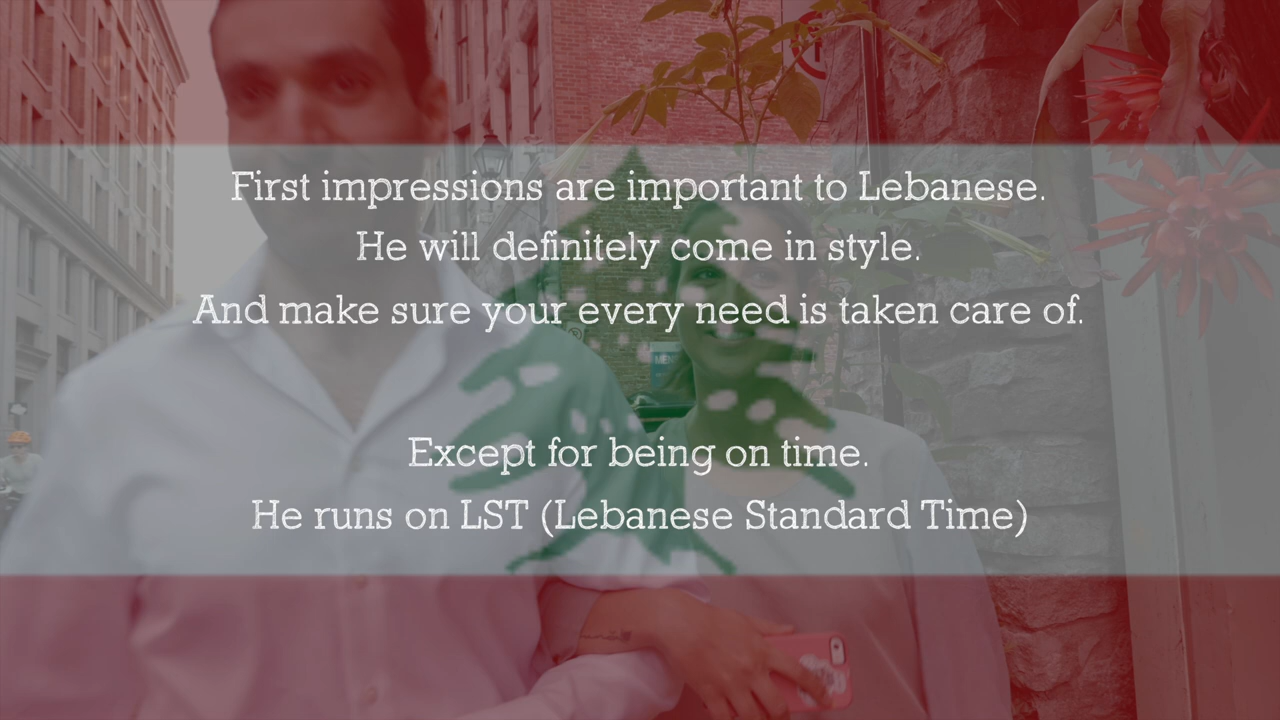 First impressions are important to Lebanese.
He will definitely come in style.
And make sure your every need is taken care of.
Except for being on time.
He runs on LST (Lebanese Standard Time)